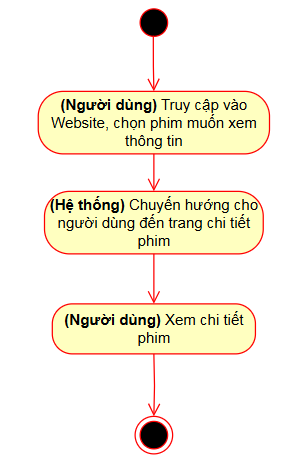 (Người dùng) Truy cập vào
Website, chọn phim muốn xem
thông tin
(Hệ thống) Chuyến hướng cho
người dùng đến trang chi tiết
phim
(Người dùng) Xem chi tiết
phim